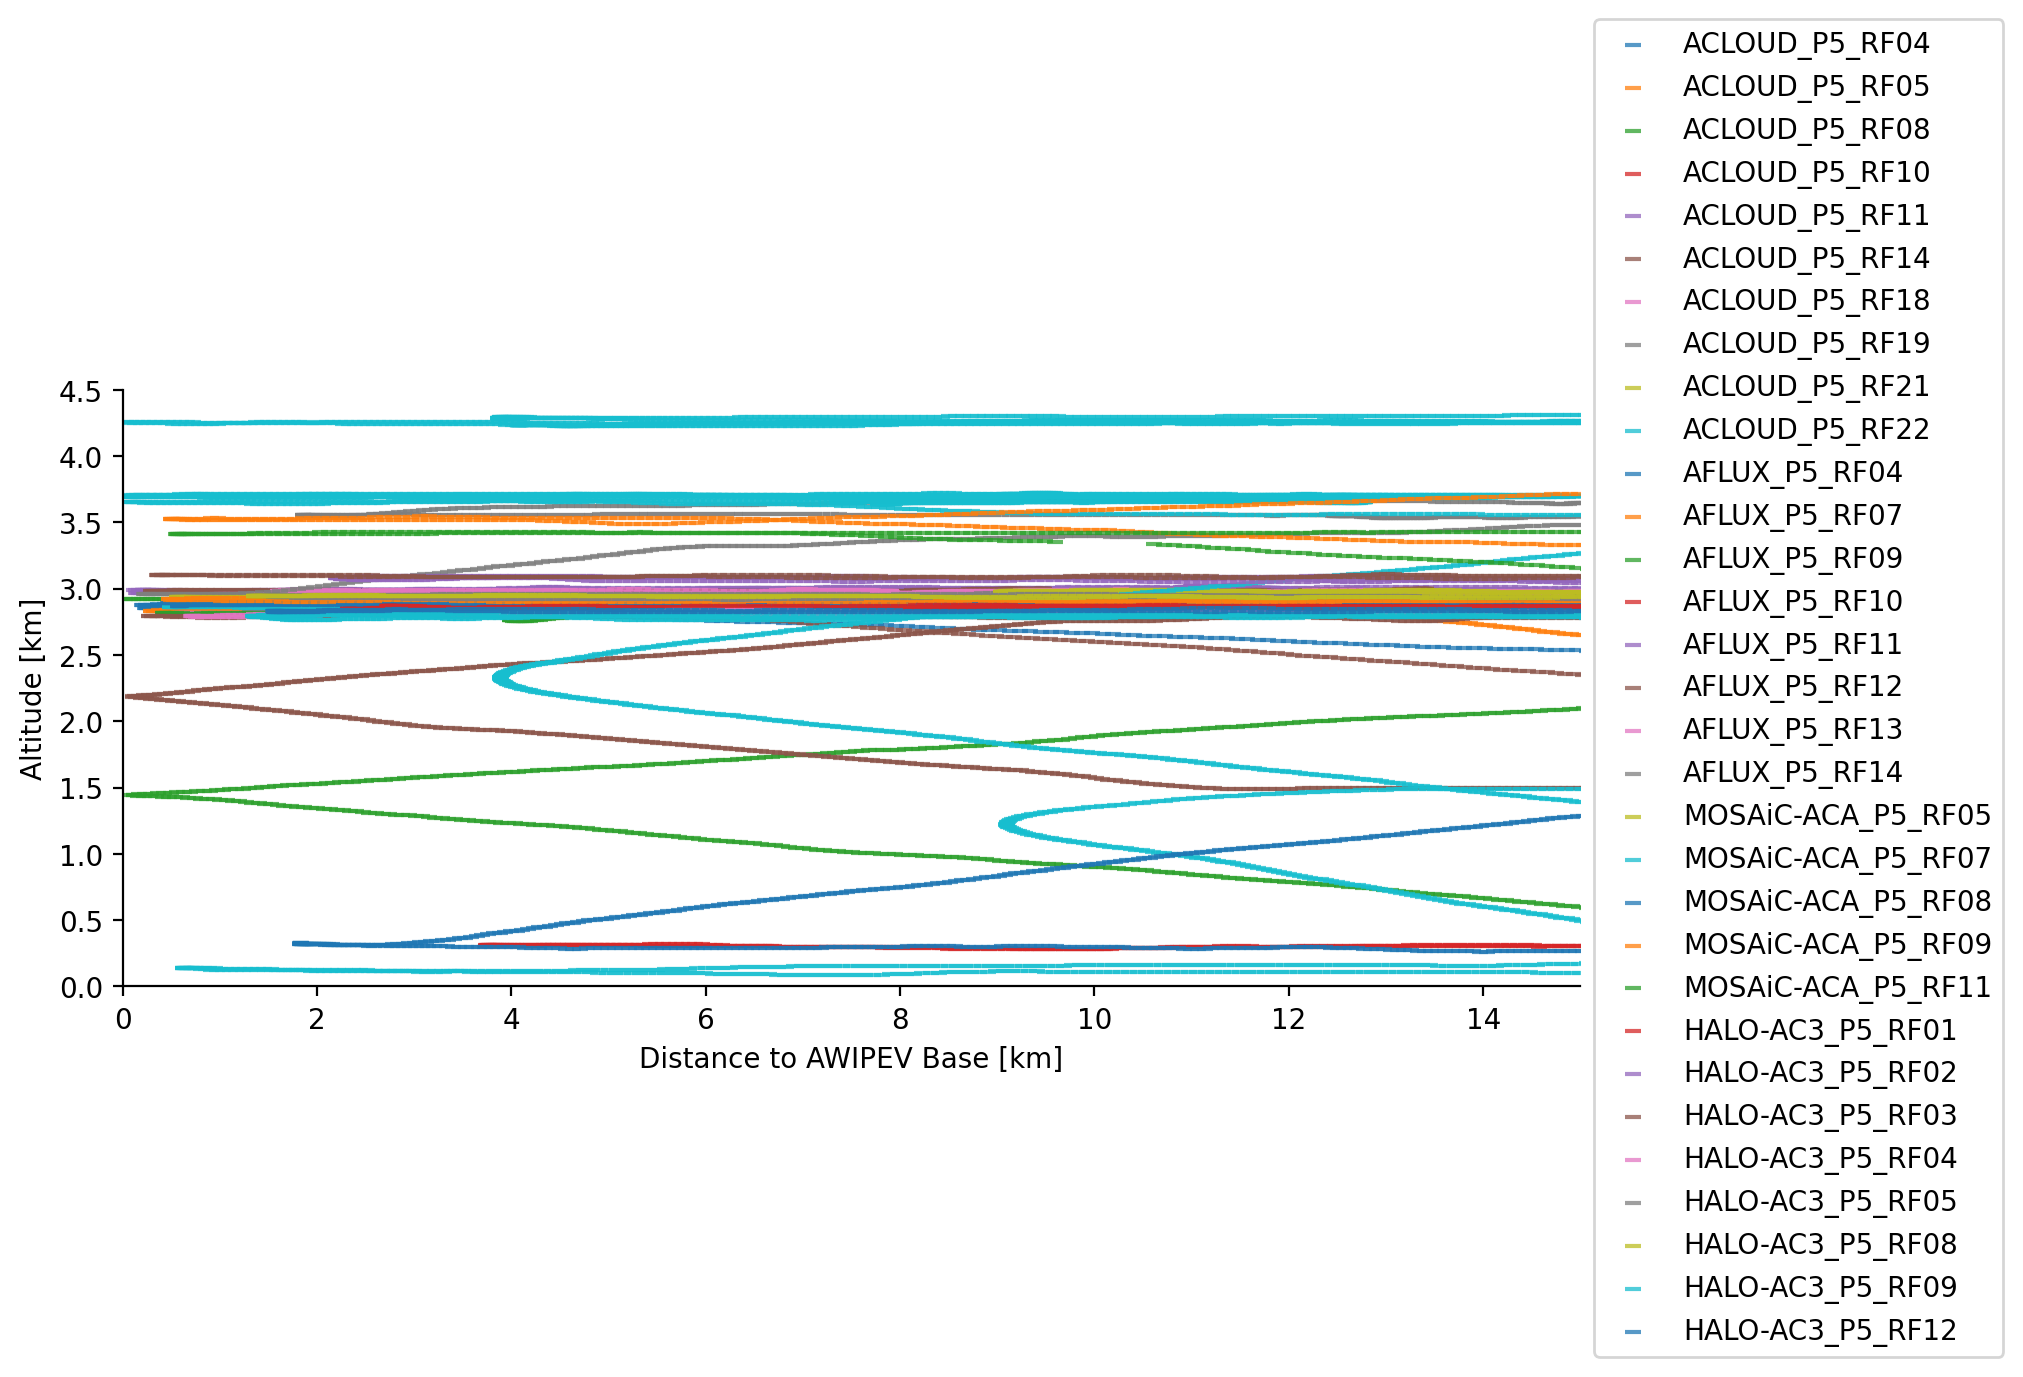 4.5
4.0
3.5
3.0
2.5
2.0
1.5
1.0
0.5
0.0
Altitude [km]
0 2 4 6 8 10 12 14
Distance to AWIPEV Base [km]
ACLOUD_P5_RF04
ACLOUD_P5_RF05
ACLOUD_P5_RF08
ACLOUD_P5_RF10
ACLOUD_P5_RF11
ACLOUD_P5_RF14
ACLOUD_P5_RF18
ACLOUD_P5_RF19
ACLOUD_P5_RF21
ACLOUD_P5_RF22
AFLUX_P5_RF04
AFLUX_P5_RF07
AFLUX_P5_RF09
AFLUX_P5_RF10
AFLUX_P5_RF11
AFLUX_P5_RF12
AFLUX_P5_RF13
AFLUX_P5_RF14
MOSAiC-ACA_P5_RF05
MOSAiC-ACA_P5_RF07
MOSAiC-ACA_P5_RF08
MOSAiC-ACA_P5_RF09
MOSAiC-ACA_P5_RF11
HALO-AC3_P5_RF01
HALO-AC3_P5_RF02
HALO-AC3_P5_RF03
HALO-AC3_P5_RF04
HALO-AC3_P5_RF05
HALO-AC3_P5_RF08
HALO-AC3_P5_RF09
HALO-AC3_P5_RF12